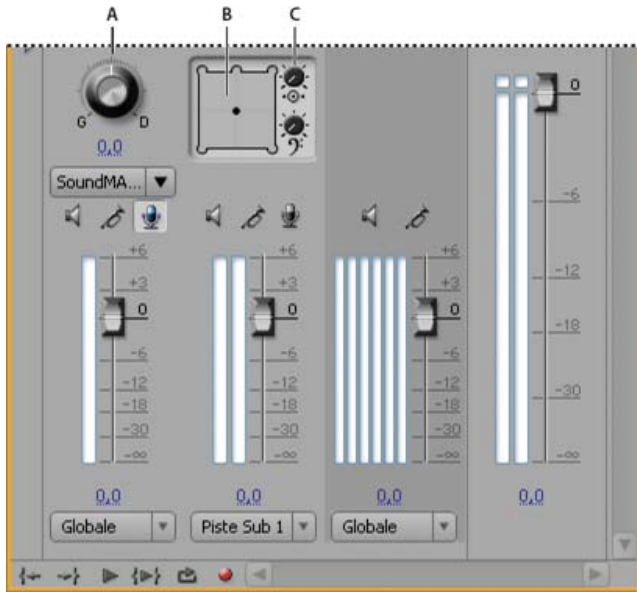 A B C
G D
0,0
SoundMA...
+6 +6 +6 0
+3 +3 +3 -6
0 0 0 -12
-6 -6 -6 -18
-12 -12 -12 -30
-18 -18 -18 -∞
-30 -30 -30
-∞ -∞ -∞
0,0 0,0 0,0 0,0
Globale Piste Sub 1 Globale